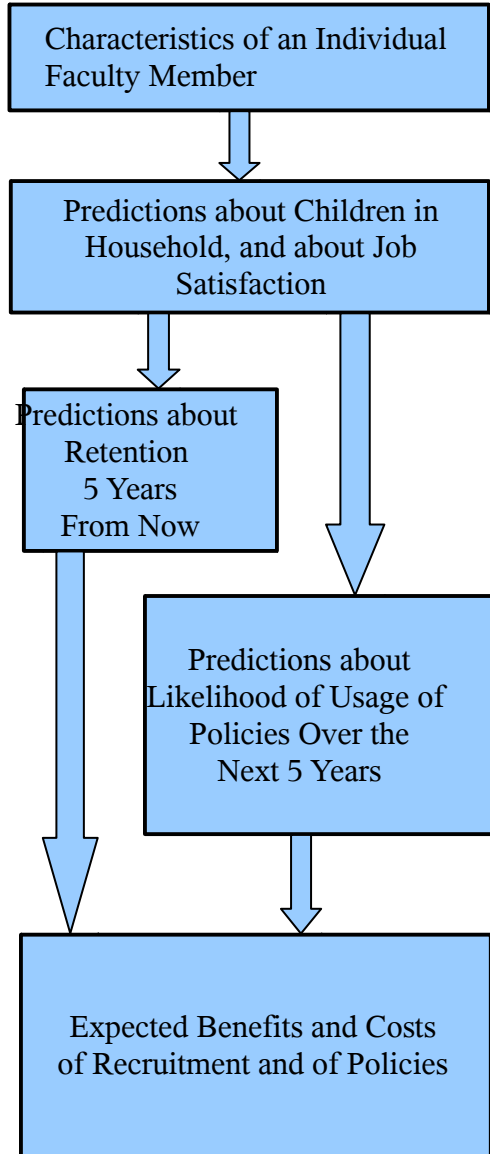 Characteristics of an Individual
Faculty Member
Predictions about Children in
Household, and about Job
Satisfaction
Predictions about
Retention
5 Years
From Now
Predictions about
Likelihood of Usage of
Policies Over the
Next 5 Years
Expected Benefits and Costs
of Recruitment and of Policies